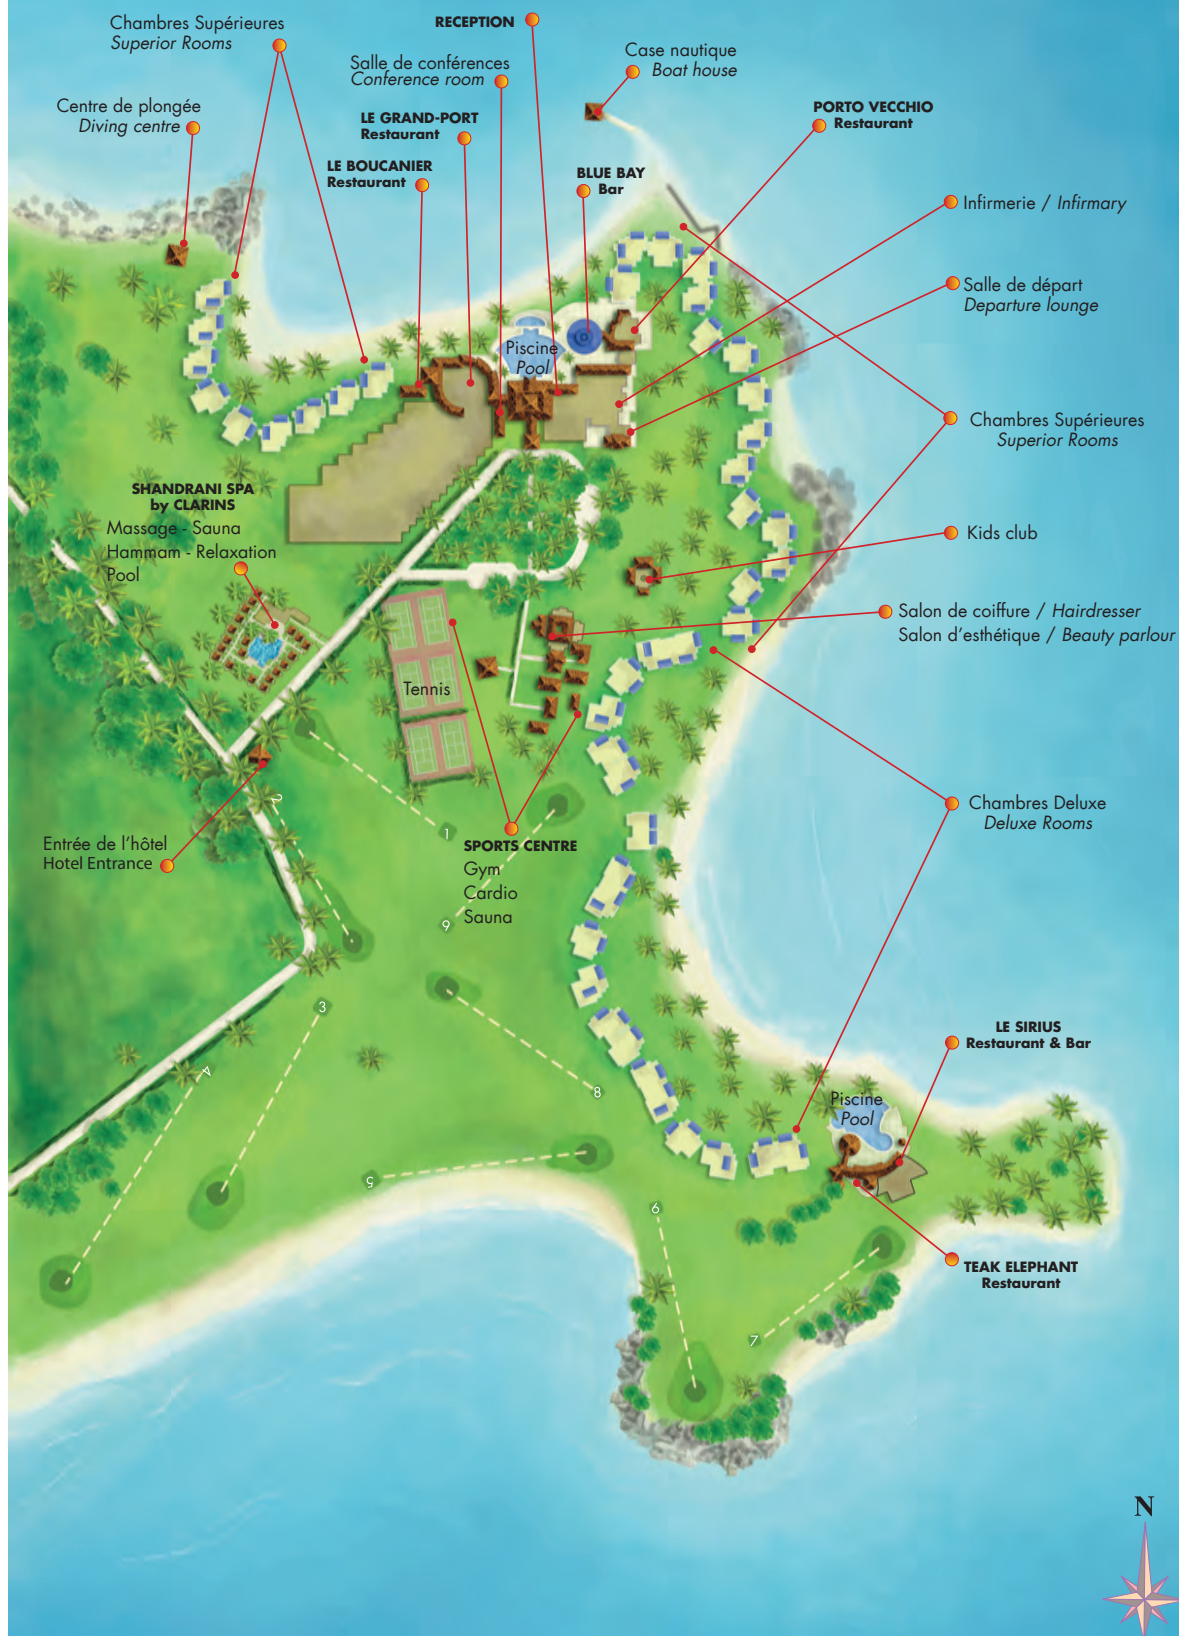 Chambres Supérieures
Superior Rooms
RECEPTION
Salle de conférences
Conference room
Case nautique
Boat house
Centre de plongée
Diving centre
LE GRAND-PORT
Restaurant
PORTO VECCHIO
Restaurant
LE BOUCANIER
Restaurant
BLUE BAY
Bar
Infirmerie / Infirmary
Salle de départ
Departure lounge
Piscine
Pool
Chambres Supérieures
Superior Rooms
SHANDRANI SPA
by CLARINS
Massage - Sauna
Hammam - Relaxation
Pool
Kids club
Salon de coiffure / Hairdresser
Salon d'esthétique / Beauty parlour
Tennis
Chambres Deluxe
Deluxe Rooms
2
1
Entrée de l'hôtel
Hotel Entrance
SPORTS CENTRE
Gym
Cardio
Sauna
9
3
4
8
LE SIRIUS
Restaurant & Bar
Piscine
Pool
5
6
TEAK ELEPHANT
Restaurant
7
N